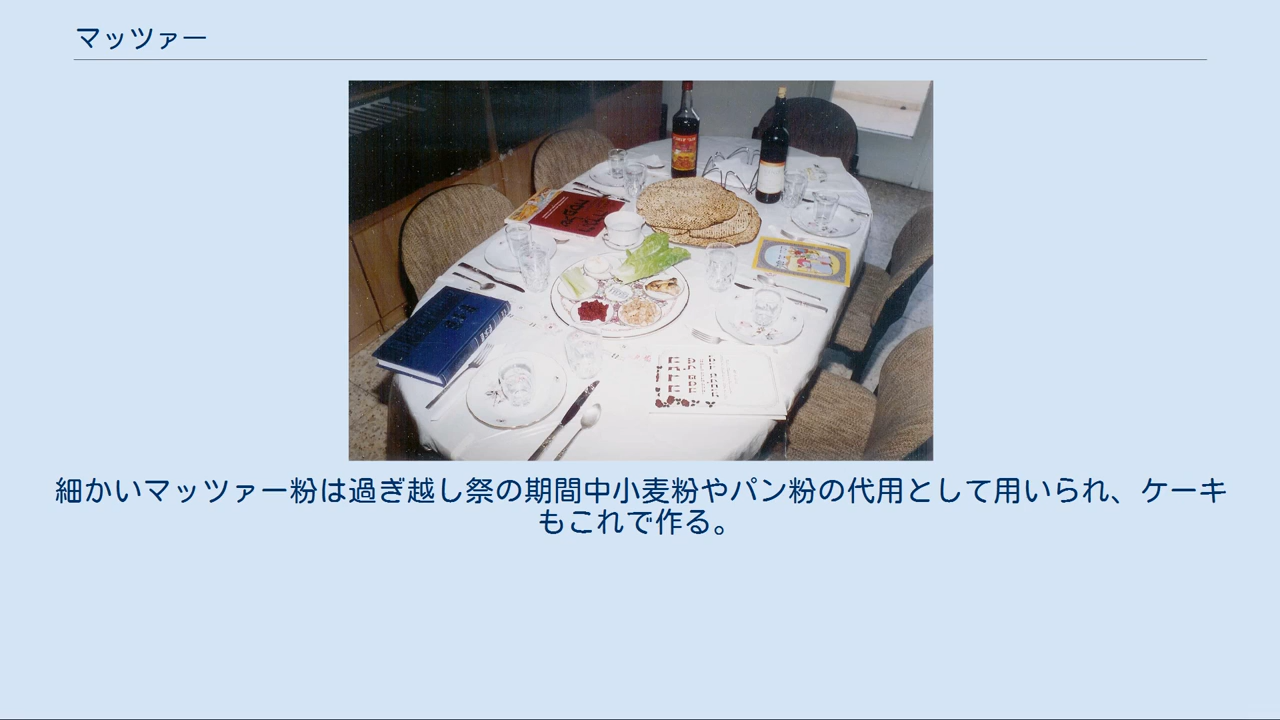 マッツァー
細かいマッツァー粉は過ぎ越し祭の期間中小麦粉やパン粉の代用として用いられ、ケーキ
もこれで作る。